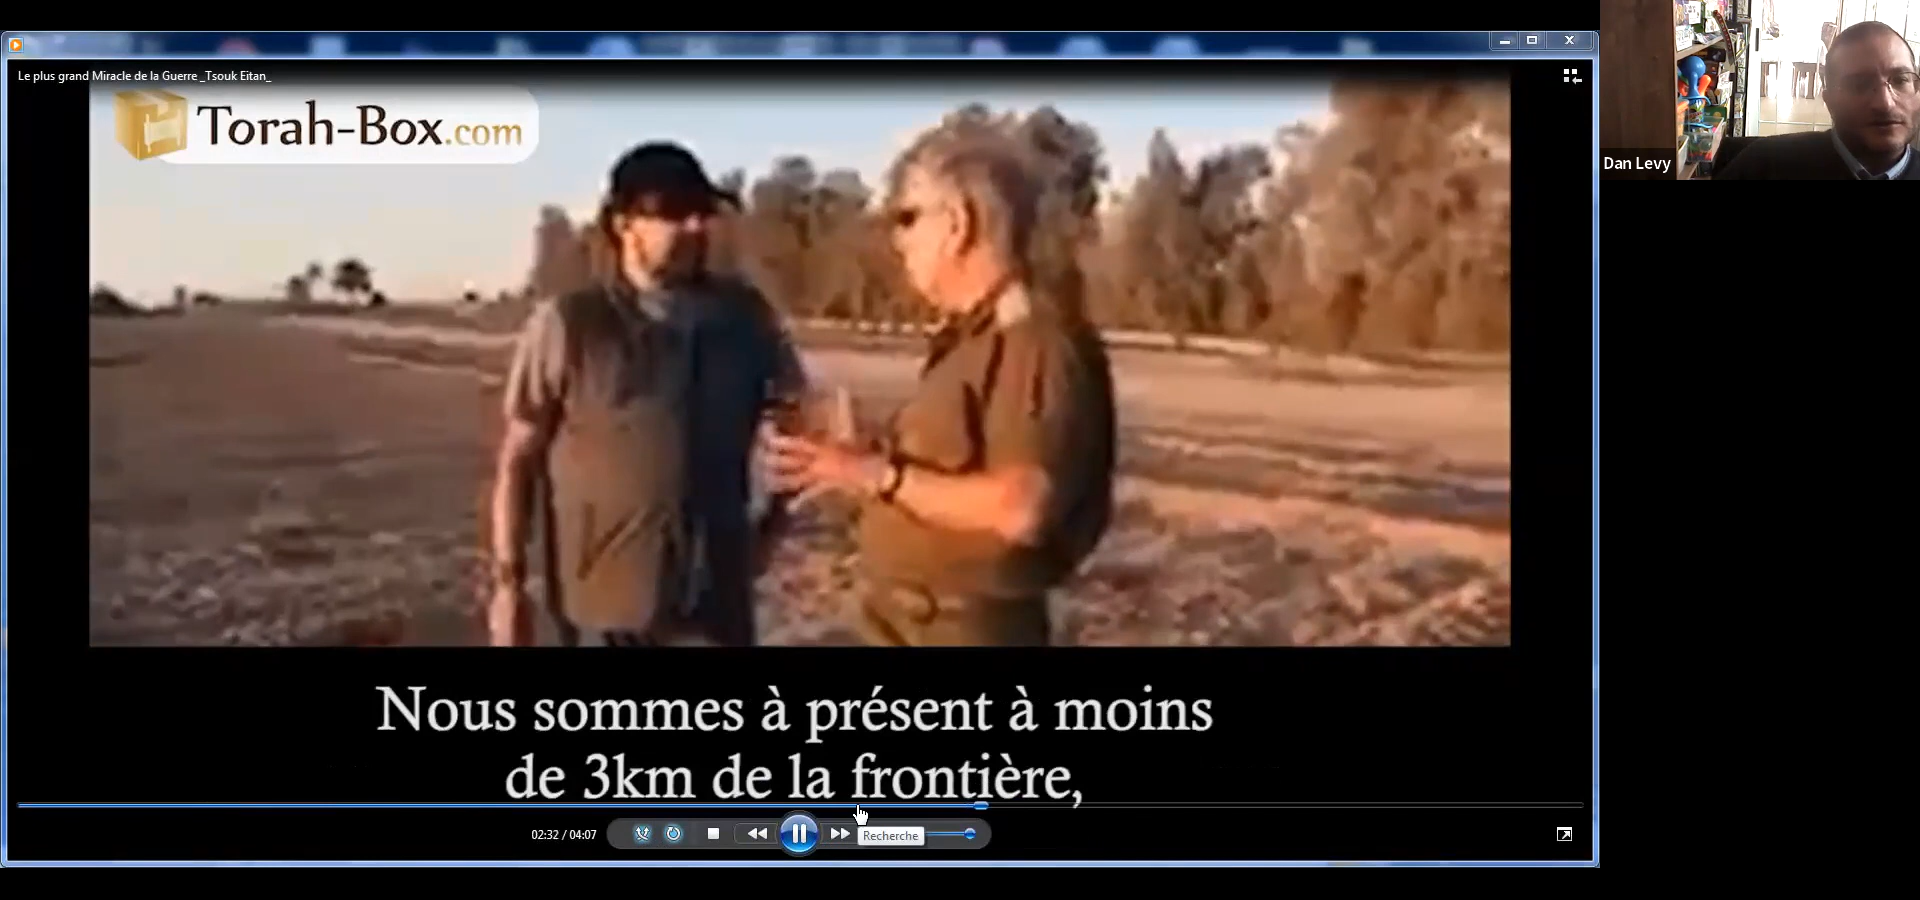 Le plus grand Miracle de la Guerre _Tsouk Eitan_
Torah-Box.com
Dan Levy
Nous sommes à présent à moins
de 3km de la frontière,
02:32 / 04:07
Recherche